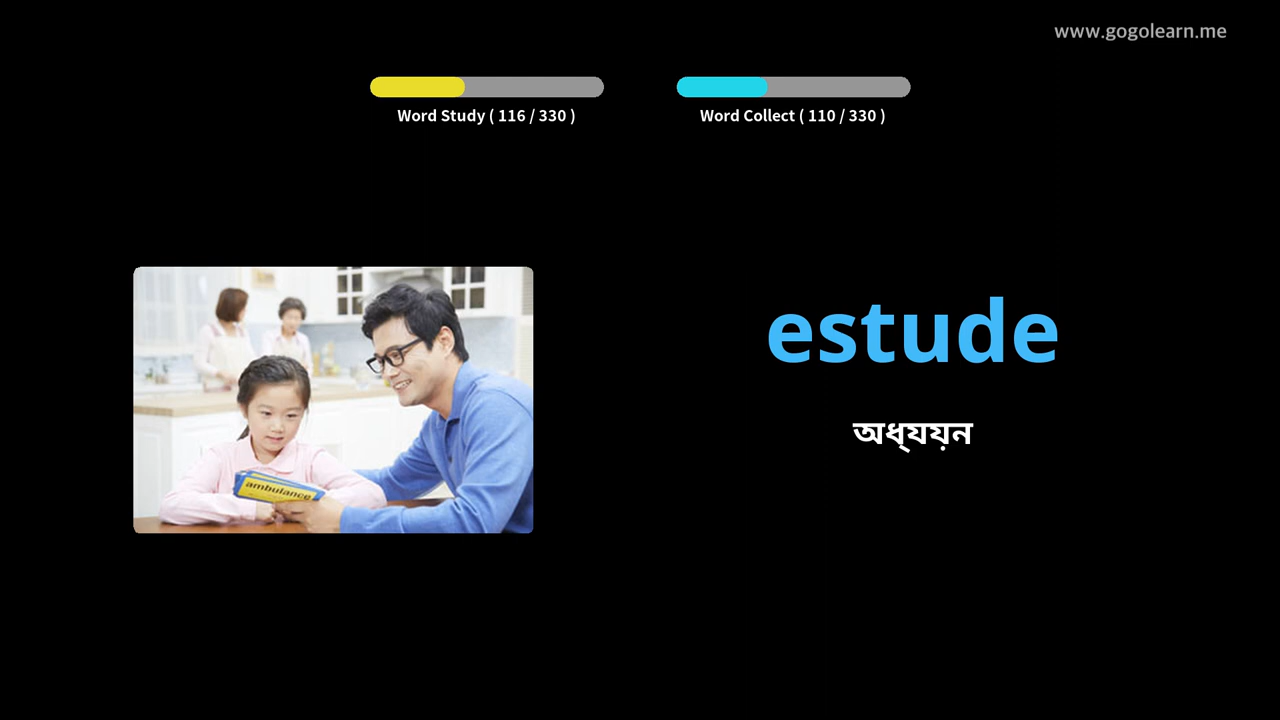 www.gogolearn.me
Word Study ( 116 / 330 )
Word Collect ( 110 / 330 )
ambulance
estude
অধ্যয়ন